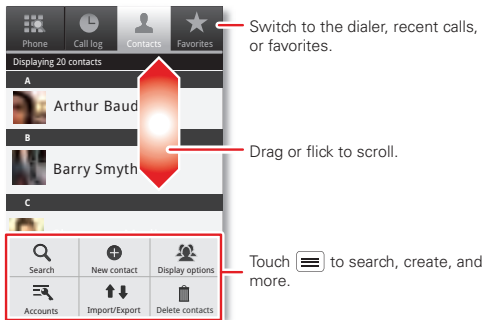 Phone Call log Contacts Favorites
Displaying 20 contacts
A
Arthur Baud
B
Barry Smyth
C
Search New contact Display options
Accounts Import/Export Delete contacts
Switch to the dialer, recent calls,
or favorites.
Drag or flick to scroll.
Touch to search, create, and
more.